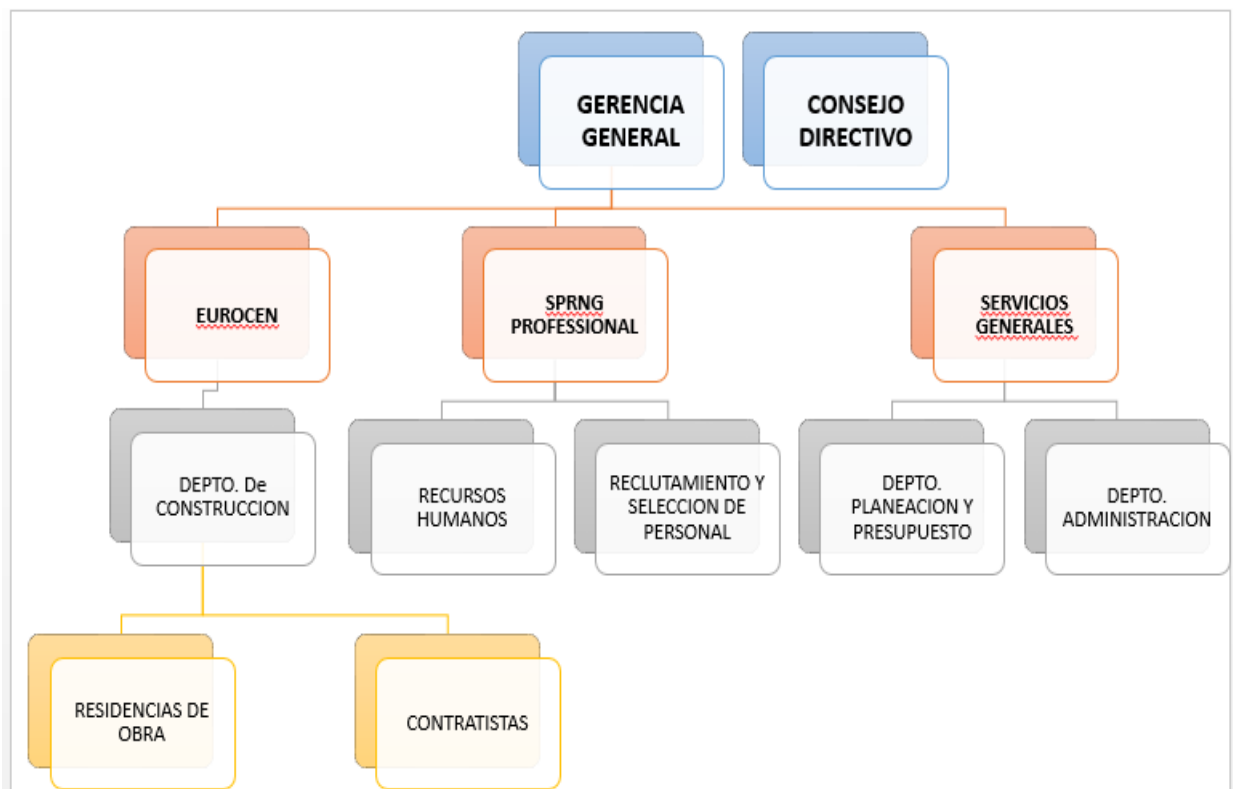 GERENCIA
GENERAL
CONSEJO
DIRECTIVO
EUROCEN
SPRNG
PROFESSIONAL
SERVICIOS
GENERALES
DEPTO. De
CONSTRUCCION
RECURSOS
HUMANOS
RECLUTAMIENTO Y
SELECCION DE
PERSONAL
DEPTO.
PLANEACION Y
PRESUPUESTO
DEPTO.
ADMINISTRACION
RESIDENCIAS DE
OBRA
CONTRATISTAS